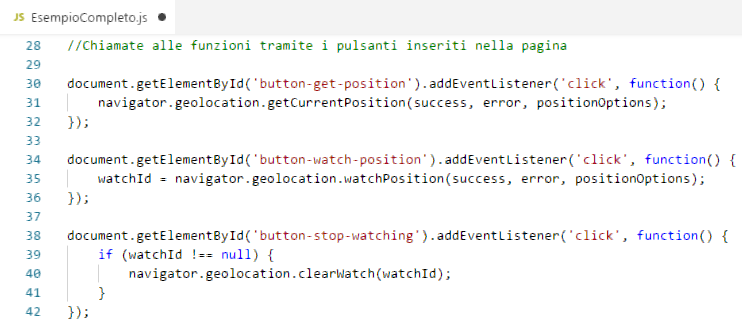 JS EsempioCompleto.js ●
28 //Chiamate alle funzioni tramite i pulsanti inseriti nella pagina
29
30 document.getElementById('button-get-position').addEventListener('click', function() {
31     navigator.geolocation.getCurrentPosition(success, error, positionOptions);
32 });
33
34 document.getElementById('button-watch-position').addEventListener('click', function() {
35     watchId = navigator.geolocation.watchPosition(success, error, positionOptions);
36 });
37
38 document.getElementById('button-stop-watching').addEventListener('click', function() {
39     if (watchId !== null) {
40         navigator.geolocation.clearWatch(watchId);
41     }
42 });